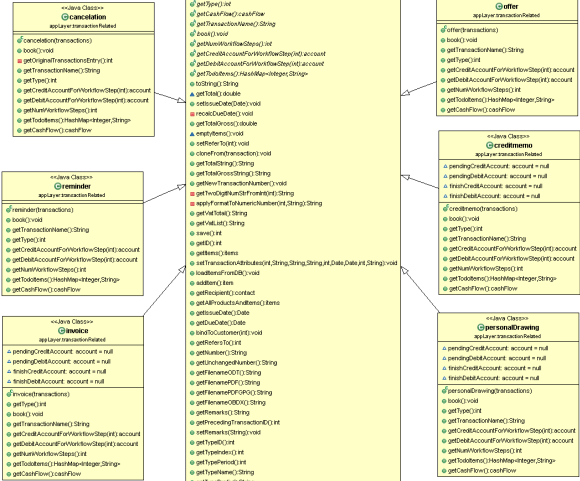 <<Java Class>>
cancelation
appLayer.transactionRelated
cancelation(transactions)
book():void
getOriginalTransactionsEntry():int
getTransactionName():String
getType():int
getCreditAccountForWorkflowStep(int):account
getDebitAccountForWorkflowStep(int):account
getNumWorkflowSteps():int
getTodoItems():HashMap<Integer,String>
getCashFlow():cashFlow
<<Java Class>>
reminder
appLayer.transactionRelated
reminder(transactions)
book():void
getTransactionName():String
getType():int
getCreditAccountForWorkflowStep(int):account
getDebitAccountForWorkflowStep(int):account
getNumWorkflowSteps():int
getTodoItems():HashMap<Integer,String>
getCashFlow():cashFlow
<<Java Class>>
invoice
appLayer.transactionRelated
pendingCreditAccount: account = null
pendingDebitAccount: account = null
finishCreditAccount: account = null
finishDebitAccount: account = null
invoice(transactions)
getType():int
book():void
getTransactionName():String
getCreditAccountForWorkflowStep(int):account
getDebitAccountForWorkflowStep(int):account
getNumWorkflowSteps():int
getTodoItems():HashMap<Integer,String>
getCashFlow():cashFlow
getType():int
getCashFlow():cashFlow
getTransactionName():String
book():void
getNumWorkflowSteps():int
getCreditAccountForWorkflowStep(int):account
getDebitAccountForWorkflowStep(int):account
getTodoItems():HashMap<Integer,String>
toString():String
getTotal():double
setIssueDate(Date):void
recalcDueDate():void
getTotalGross():double
emptyItems():void
setReferTo(int):void
cloneFrom(transaction):void
getTotalString():String
getTotalGrossString():String
getNewTransactionNumber():void
getTwoDigitNumStrFromInt(int):String
applyFormatToNumericNumber(int,String):String
getVatTotal():String
getVatList():String
save():int
getID():int
getItems():items
setTransactionAttributes(int,String,String,String,int,Date,Date,int,String):void
loadItemsFromDB():void
addItem():item
getRecipient():contact
getAllProductsAndItems():items
getIssueDate():Date
getDueDate():Date
bindToCustomer(int):void
getRefersTo():int
getNumber():String
getUnchangedNumber():String
getFilenameODT():String
getFilenamePDF():String
getFilenamePDFGPG():String
getFilenameOBDX():String
getRemarks():String
getPrecedingTransactionID():int
setRemarks(String):void
getTypeID():int
getTypeIndex():int
getTypePeriod():int
getTypeName():String
offer
appLayer.transactionRelated
offer(transactions)
book():void
getTransactionName():String
getType():int
getCreditAccountForWorkflowStep(int):account
getDebitAccountForWorkflowStep(int):account
getNumWorkflowSteps():int
getTodoItems():HashMap<Integer,String>
getCashFlow():cashFlow
<<Java Class>>
creditmemo
appLayer.transactionRelated
pendingCreditAccount: account = null
pendingDebitAccount: account = null
finishCreditAccount: account = null
finishDebitAccount: account = null
creditmemo(transactions)
book():void
getType():int
getTransactionName():String
getCreditAccountForWorkflowStep(int):account
getDebitAccountForWorkflowStep(int):account
getNumWorkflowSteps():int
getTodoItems():HashMap<Integer,String>
getCashFlow():cashFlow
<<Java Class>>
personalDrawing
appLayer.transactionRelated
pendingCreditAccount: account = null
pendingDebitAccount: account = null
finishCreditAccount: account = null
finishDebitAccount: account = null
personalDrawing(transactions)
book():void
getType():int
getTransactionName():String
getCreditAccountForWorkflowStep(int):account
getDebitAccountForWorkflowStep(int):account
getNumWorkflowSteps():int
getTodoItems():HashMap<Integer,String>
getCashFlow():cashFlow